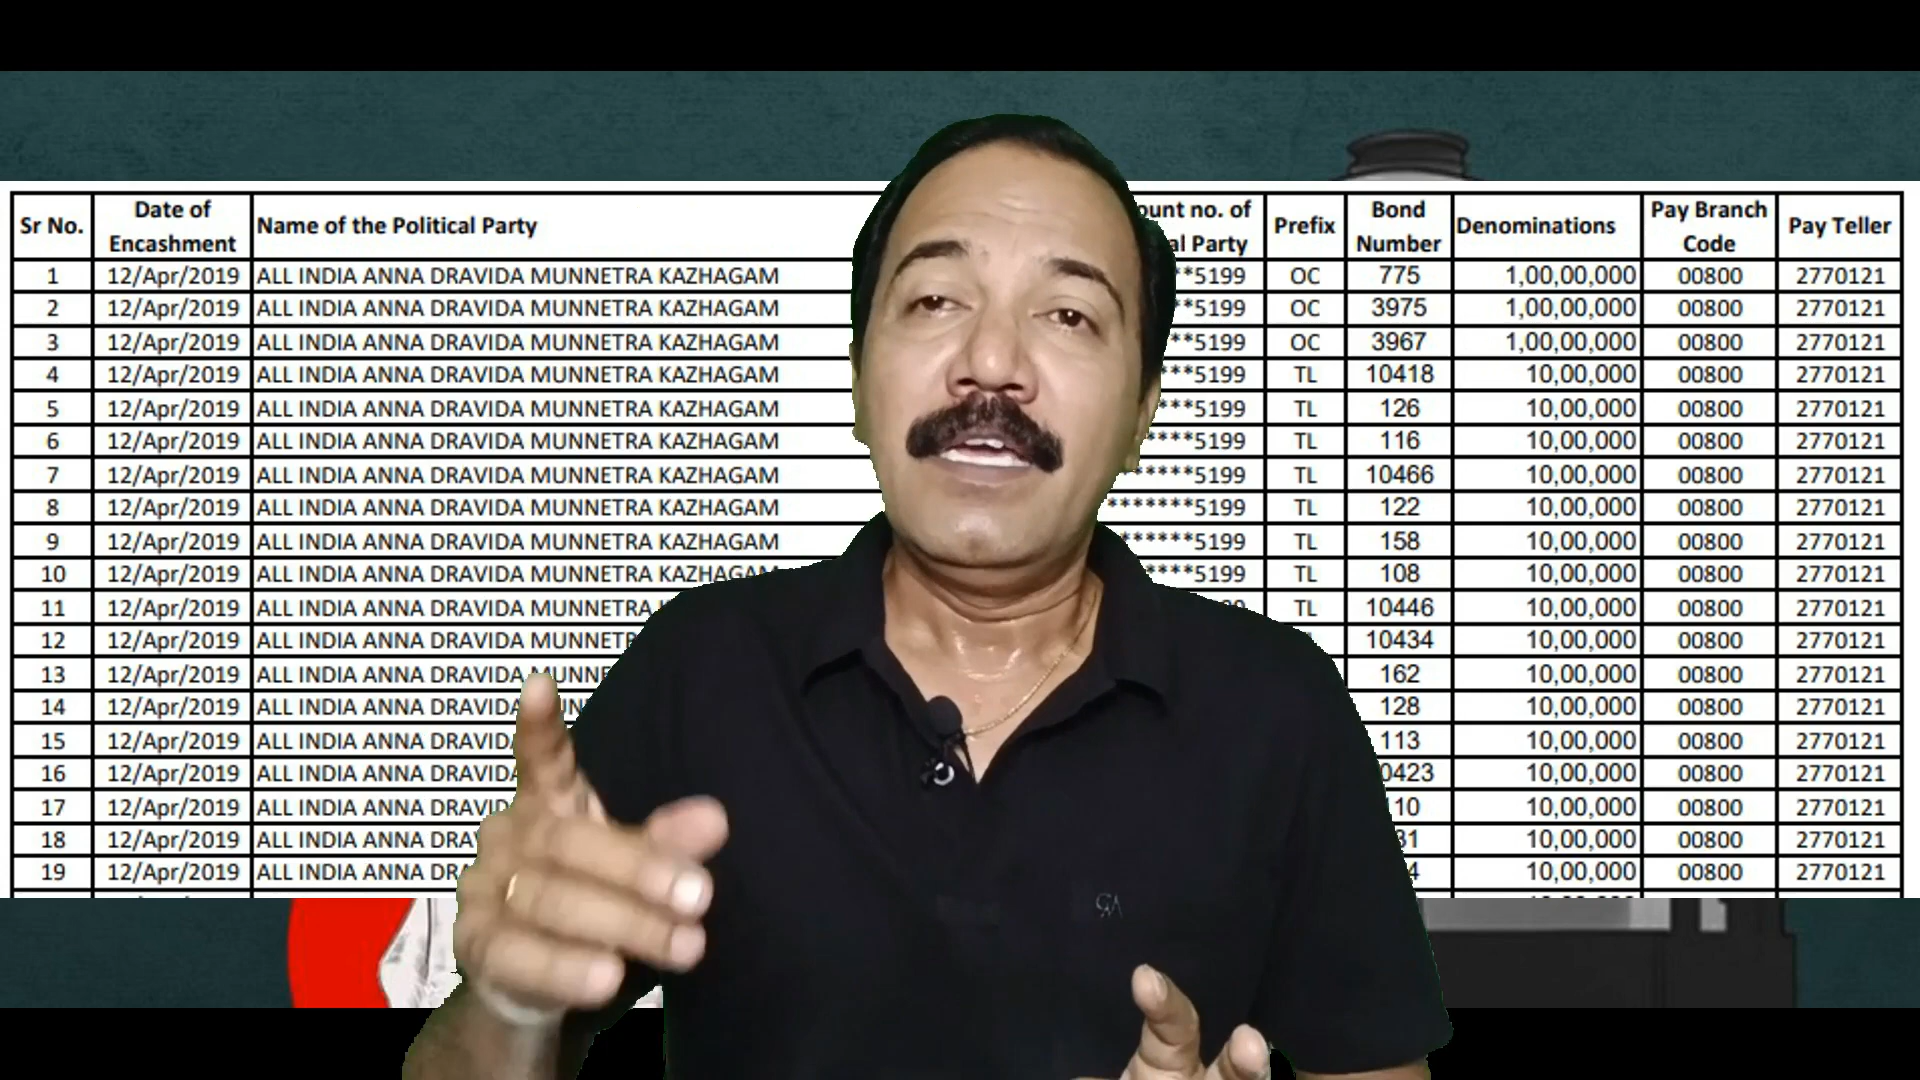 Sr No. Date of Encashment Name of the Political Party no. of Party Prefix Bond Number Denominations Pay Branch Code Pay Teller
1 12/Apr/2019 ALL INDIA ANNA DRAVIDA MUNNETRA KAZHAGAM **5199 OC 775 1,00,00,000 00800 2770121
2 12/Apr/2019 ALL INDIA ANNA DRAVIDA MUNNETRA KAZHAGAM **5199 OC 3975 1,00,00,000 00800 2770121
3 12/Apr/2019 ALL INDIA ANNA DRAVIDA MUNNETRA KAZHAGAM **5199 OC 3967 1,00,00,000 00800 2770121
4 12/Apr/2019 ALL INDIA ANNA DRAVIDA MUNNETRA KAZHAGAM ***5199 TL 10418 10,00,000 00800 2770121
5 12/Apr/2019 ALL INDIA ANNA DRAVIDA MUNNETRA KAZHAGAM ***5199 TL 126 10,00,000 00800 2770121
6 12/Apr/2019 ALL INDIA ANNA DRAVIDA MUNNETRA KAZHAGAM ****5199 TL 116 10,00,000 00800 2770121
7 12/Apr/2019 ALL INDIA ANNA DRAVIDA MUNNETRA KAZHAGAM ******5199 TL 10466 10,00,000 00800 2770121
8 12/Apr/2019 ALL INDIA ANNA DRAVIDA MUNNETRA KAZHAGAM *******5199 TL 122 10,00,000 00800 2770121
9 12/Apr/2019 ALL INDIA ANNA DRAVIDA MUNNETRA KAZHAGAM ******5199 TL 158 10,00,000 00800 2770121
10 12/Apr/2019 ALL INDIA ANNA DRAVIDA MUNNETRA KAZHAGAM ****5199 TL 108 10,00,000 00800 2770121
11 12/Apr/2019 ALL INDIA ANNA DRAVIDA MUNNETRA TL 10446 10,00,000 00800 2770121
12 12/Apr/2019 ALL INDIA ANNA DRAVIDA 10434 10,00,000 00800 2770121
13 12/Apr/2019 ALL INDIA ANNA DRAVIDA 162 10,00,000 00800 2770121
14 12/Apr/2019 ALL INDIA ANNA DRAVIDA 128 10,00,000 00800 2770121
15 12/Apr/2019 ALL INDIA ANNA 113 10,00,000 00800 2770121
16 12/Apr/2019 ALL INDIA ANNA 10,00,000 00800 2770121
17 12/Apr/2019 ALL INDIA ANNA 10,00,000 00800 2770121
18 12/Apr/2019 ALL INDIA ANNA 10,00,000 00800 2770121
19 12/Apr/2019 ALL INDIA ANNA 10,00,000 00800 2770121